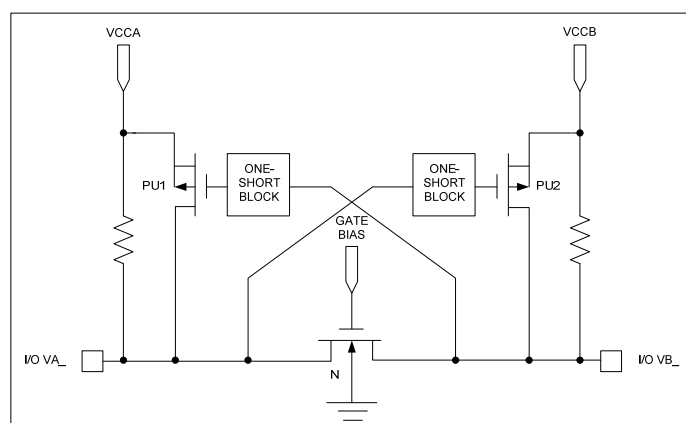 VCCA
VCCB
PU1
ONE-
SHORT
BLOCK
ONE-
SHORT
BLOCK
PU2
GATE
BIAS
I/O VA_
N
I/O VB_